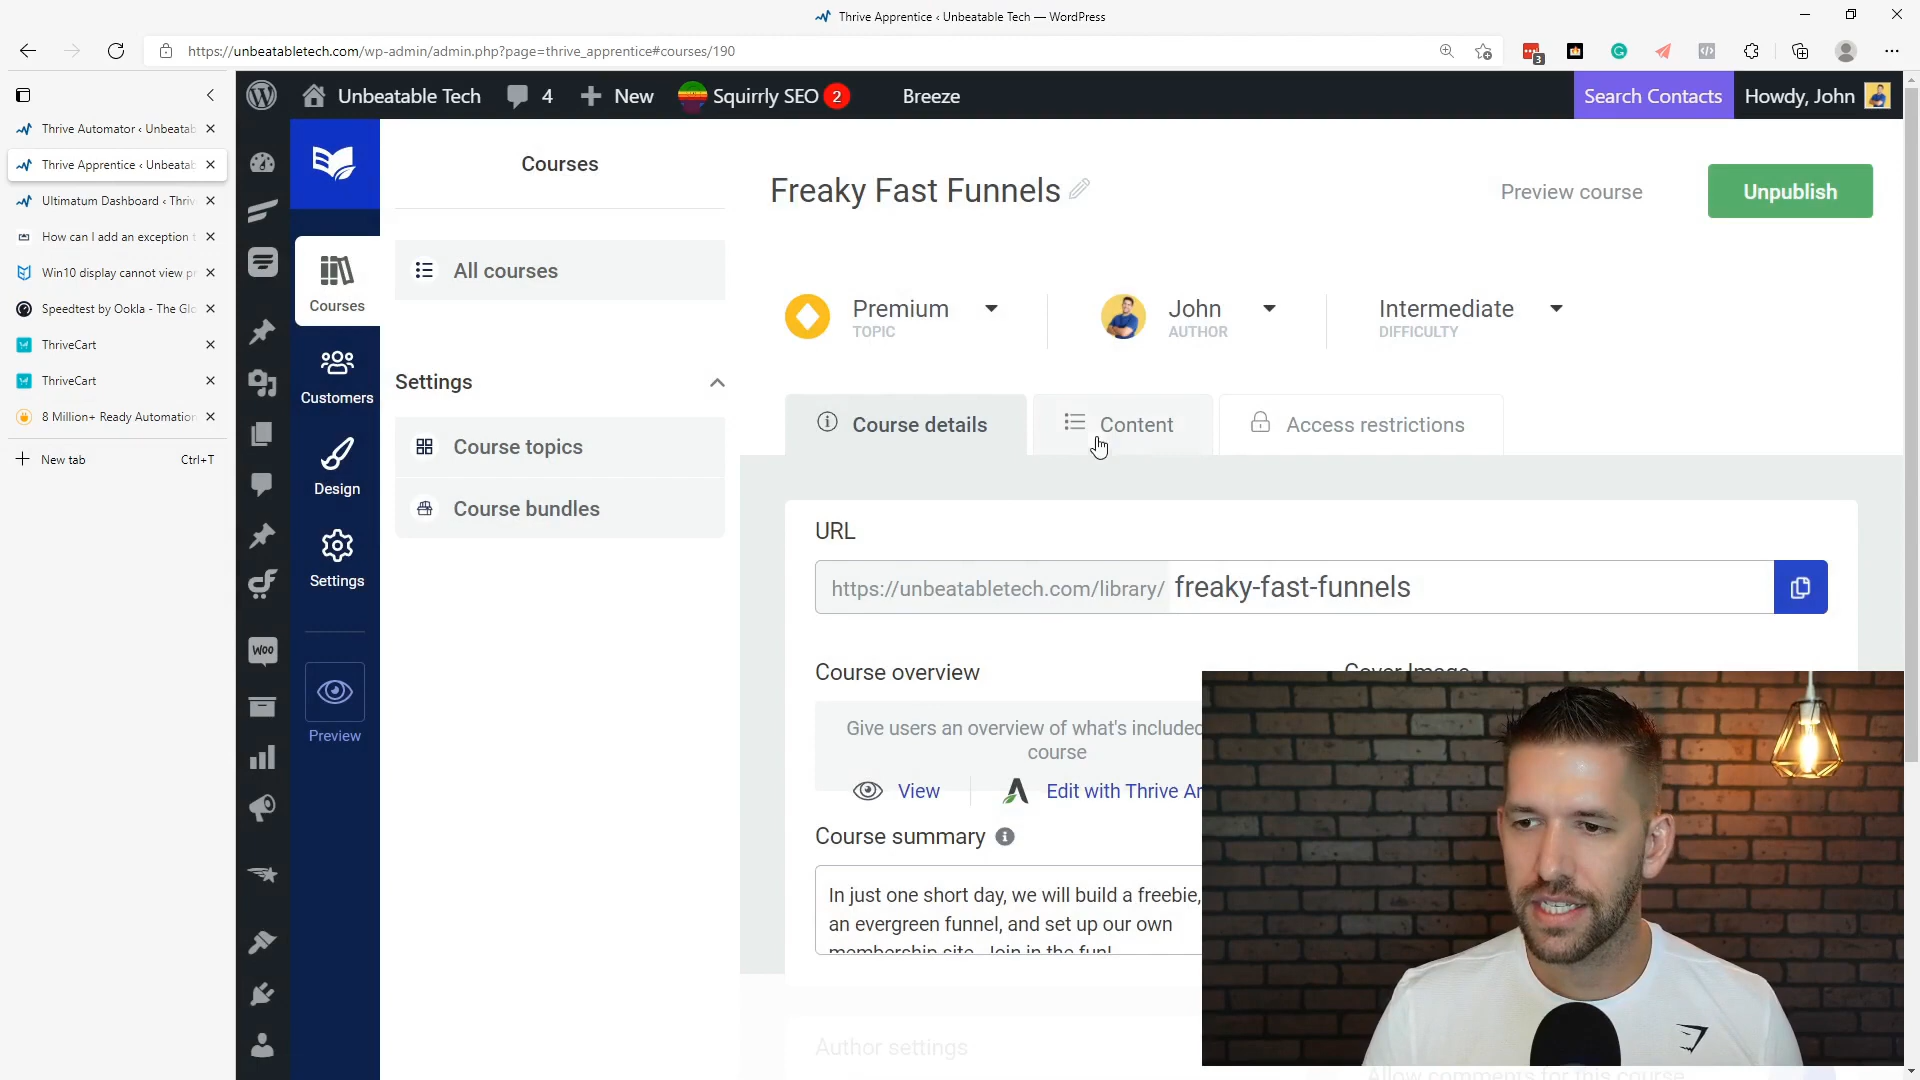 Thrive Apprentice ‹ Unbeatable Tech — WordPress
https://unbeatabletech.com/wp-admin/admin.php?page=thrive_apprentice#courses/190
3
Thrive Automator ‹ Unbeatab
Thrive Apprentice ‹ Unbeatab
Ultimatum Dashboard ‹ Thriv
How can I add an exception t
Win10 display cannot view pr
Speedtest by Ookla - The Glo
ThriveCart
ThriveCart
8 Million+ Ready Automation
New tab Ctrl+T
Unbeatable Tech 4 New Squirrly SEO 2 Breeze Search Contacts Howdy, John
Courses
Customers
Design
Settings
Preview
Woo
Courses
All courses
Settings
Course topics
Course bundles
Freaky Fast Funnels
Preview course
Unpublish
Premium
TOPIC
John
AUTHOR
Intermediate
DIFFICULTY
Course details
Content
Access restrictions
URL
https://unbeatabletech.com/library/ freaky-fast-funnels
Course overview
Cover Image
Give users an overview of what's included
course
View
Edit with Thrive Ar
Course summary
In just one short day, we will build a freebie,
an evergreen funnel, and set up our own
membership site. Join in the fun!
Author settings
Allow comments for this course